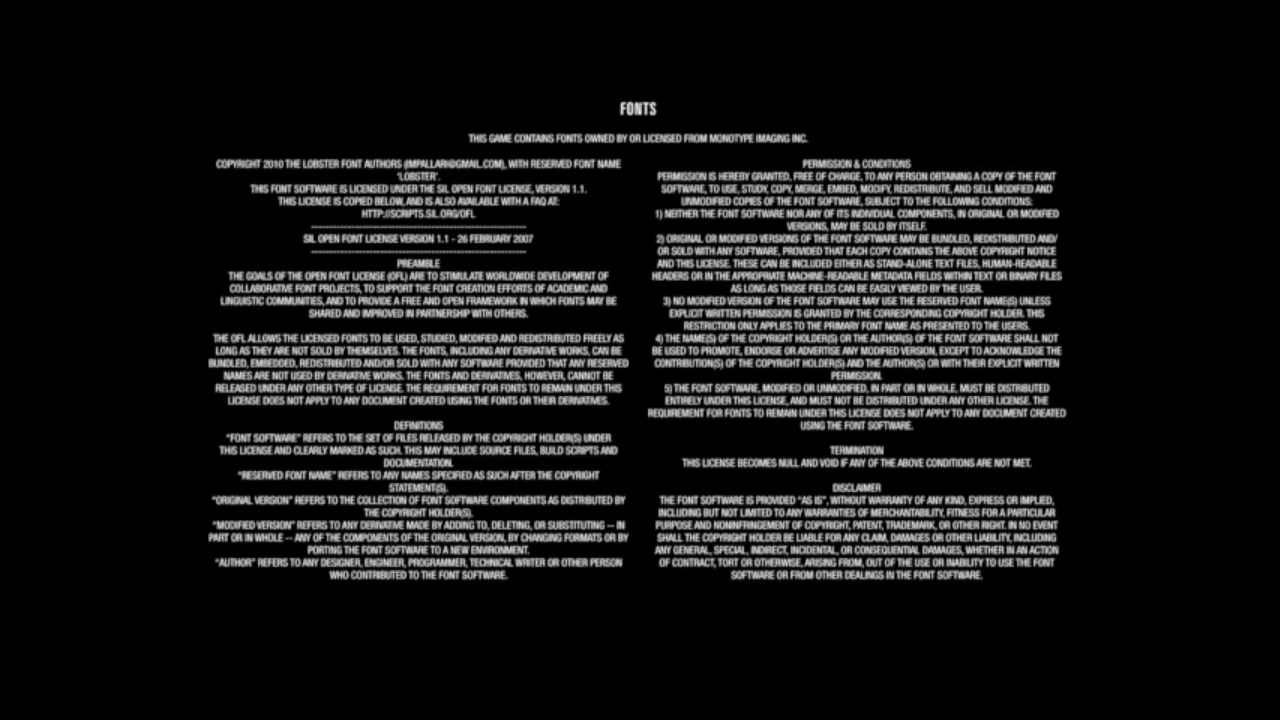 FONTS
THIS GAME CONTAINS FONTS OWNED BY OR LICENSED FROM MONOTYPE IMAGING INC.
COPYRIGHT 2010 THE LOBSTER FONT AUTHORS (IMPALLARI@GMAIL.COM), WITH RESERVED FONT NAME
'LOBSTER'.
THIS FONT SOFTWARE IS LICENSED UNDER THE SIL OPEN FONT LICENSE, VERSION 1.1.
THIS LICENSE IS COPIED BELOW, AND IS ALSO AVAILABLE WITH A FAQ AT:
HTTP://SCRIPTS.SIL.ORG/OFL
-----------------------------------------------------------
SIL OPEN FONT LICENSE VERSION 1.1 - 26 FEBRUARY 2007
-----------------------------------------------------------
PREAMBLE
THE GOALS OF THE OPEN FONT LICENSE (OFL) ARE TO STIMULATE WORLDWIDE DEVELOPMENT OF
COLLABORATIVE FONT PROJECTS, TO SUPPORT THE FONT CREATION EFFORTS OF ACADEMIC AND
LINGUISTIC COMMUNITIES, AND TO PROVIDE A FREE AND OPEN FRAMEWORK IN WHICH FONTS MAY BE
SHARED AND IMPROVED IN PARTNERSHIP WITH OTHERS.
THE OFL ALLOWS THE LICENSED FONTS TO BE USED, STUDIED, MODIFIED AND REDISTRIBUTED FREELY AS
LONG AS THEY ARE NOT SOLD BY THEMSELVES. THE FONTS, INCLUDING ANY DERIVATIVE WORKS, CAN BE
BUNDLED, EMBEDDED, REDISTRIBUTED AND/OR SOLD WITH ANY SOFTWARE PROVIDED THAT ANY RESERVED
NAMES ARE NOT USED BY DERIVATIVE WORKS. THE FONTS AND DERIVATIVES, HOWEVER, CANNOT BE
RELEASED UNDER ANY OTHER TYPE OF LICENSE. THE REQUIREMENT FOR FONTS TO REMAIN UNDER THIS
LICENSE DOES NOT APPLY TO ANY DOCUMENT CREATED USING THE FONTS OR THEIR DERIVATIVES.
DEFINITIONS
"FONT SOFTWARE" REFERS TO THE SET OF FILES RELEASED BY THE COPYRIGHT HOLDER(S) UNDER
THIS LICENSE AND CLEARLY MARKED AS SUCH. THIS MAY INCLUDE SOURCE FILES, BUILD SCRIPTS AND
DOCUMENTATION.
"RESERVED FONT NAME" REFERS TO ANY NAMES SPECIFIED AS SUCH AFTER THE COPYRIGHT
STATEMENT(S).
"ORIGINAL VERSION" REFERS TO THE COLLECTION OF FONT SOFTWARE COMPONENTS AS DISTRIBUTED BY
THE COPYRIGHT HOLDER(S).
"MODIFIED VERSION" REFERS TO ANY DERIVATIVE MADE BY ADDING TO, DELETING, OR SUBSTITUTING -- IN
PART OR IN WHOLE -- ANY OF THE COMPONENTS OF THE ORIGINAL VERSION, BY CHANGING FORMATS OR BY
PORTING THE FONT SOFTWARE TO A NEW ENVIRONMENT.
"AUTHOR" REFERS TO ANY DESIGNER, ENGINEER, PROGRAMMER, TECHNICAL WRITER OR OTHER PERSON
WHO CONTRIBUTED TO THE FONT SOFTWARE.
PERMISSION & CONDITIONS
PERMISSION IS HEREBY GRANTED, FREE OF CHARGE, TO ANY PERSON OBTAINING A COPY OF THE FONT
SOFTWARE, TO USE, STUDY, COPY, MERGE, EMBED, MODIFY, REDISTRIBUTE, AND SELL MODIFIED AND
UNMODIFIED COPIES OF THE FONT SOFTWARE, SUBJECT TO THE FOLLOWING CONDITIONS:
1) NEITHER THE FONT SOFTWARE NOR ANY OF ITS INDIVIDUAL COMPONENTS, IN ORIGINAL OR MODIFIED
VERSIONS, MAY BE SOLD BY ITSELF.
2) ORIGINAL OR MODIFIED VERSIONS OF THE FONT SOFTWARE MAY BE BUNDLED, REDISTRIBUTED AND/
OR SOLD WITH ANY SOFTWARE, PROVIDED THAT EACH COPY CONTAINS THE ABOVE COPYRIGHT NOTICE
AND THIS LICENSE. THESE CAN BE INCLUDED EITHER AS STAND-ALONE TEXT FILES, HUMAN-READABLE
HEADERS OR IN THE APPROPRIATE MACHINE-READABLE METADATA FIELDS WITHIN TEXT OR BINARY FILES
AS LONG AS THOSE FIELDS CAN BE EASILY VIEWED BY THE USER.
3) NO MODIFIED VERSION OF THE FONT SOFTWARE MAY USE THE RESERVED FONT NAME(S) UNLESS
EXPLICIT WRITTEN PERMISSION IS GRANTED BY THE CORRESPONDING COPYRIGHT HOLDER. THIS
RESTRICTION ONLY APPLIES TO THE PRIMARY FONT NAME AS PRESENTED TO THE USERS.
4) THE NAME(S) OF THE COPYRIGHT HOLDER(S) OR THE AUTHOR(S) OF THE FONT SOFTWARE SHALL NOT
BE USED TO PROMOTE, ENDORSE OR ADVERTISE ANY MODIFIED VERSION, EXCEPT TO ACKNOWLEDGE THE
CONTRIBUTION(S) OF THE COPYRIGHT HOLDER(S) AND THE AUTHOR(S) OR WITH THEIR EXPLICIT WRITTEN
PERMISSION.
5) THE FONT SOFTWARE, MODIFIED OR UNMODIFIED, IN PART OR IN WHOLE, MUST BE DISTRIBUTED
ENTIRELY UNDER THIS LICENSE, AND MUST NOT BE DISTRIBUTED UNDER ANY OTHER LICENSE. THE
REQUIREMENT FOR FONTS TO REMAIN UNDER THIS LICENSE DOES NOT APPLY TO ANY DOCUMENT CREATED
USING THE FONT SOFTWARE.
TERMINATION
THIS LICENSE BECOMES NULL AND VOID IF ANY OF THE ABOVE CONDITIONS ARE NOT MET.
DISCLAIMER
THE FONT SOFTWARE IS PROVIDED "AS IS", WITHOUT WARRANTY OF ANY KIND, EXPRESS OR IMPLIED,
INCLUDING BUT NOT LIMITED TO ANY WARRANTIES OF MERCHANTABILITY, FITNESS FOR A PARTICULAR
PURPOSE AND NONINFRINGEMENT OF COPYRIGHT, PATENT, TRADEMARK, OR OTHER RIGHT. IN NO EVENT
SHALL THE COPYRIGHT HOLDER BE LIABLE FOR ANY CLAIM, DAMAGES OR OTHER LIABILITY, INCLUDING
ANY GENERAL, SPECIAL, INDIRECT, INCIDENTAL, OR CONSEQUENTIAL DAMAGES, WHETHER IN AN ACTION
OF CONTRACT, TORT OR OTHERWISE, ARISING FROM, OUT OF THE USE OR INABILITY TO USE THE FONT
SOFTWARE OR FROM OTHER DEALINGS IN THE FONT SOFTWARE.